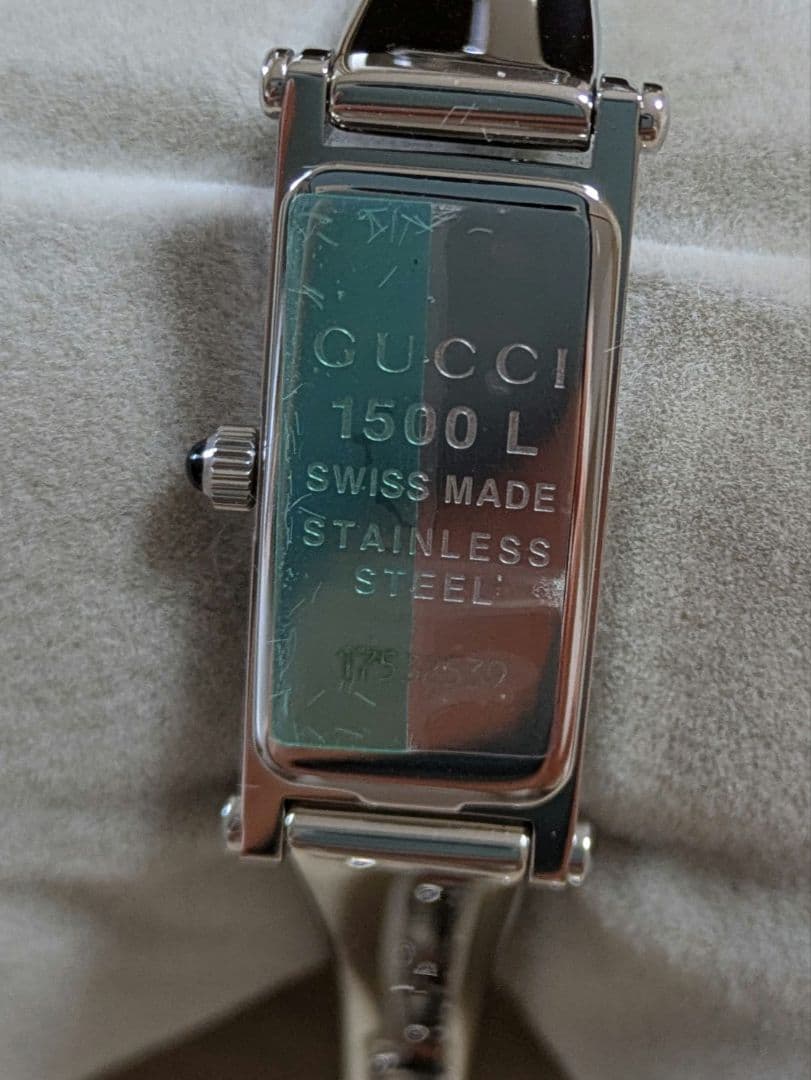 GUCCI
1500 L
SWISS MADE
STAINLESS
STEEL